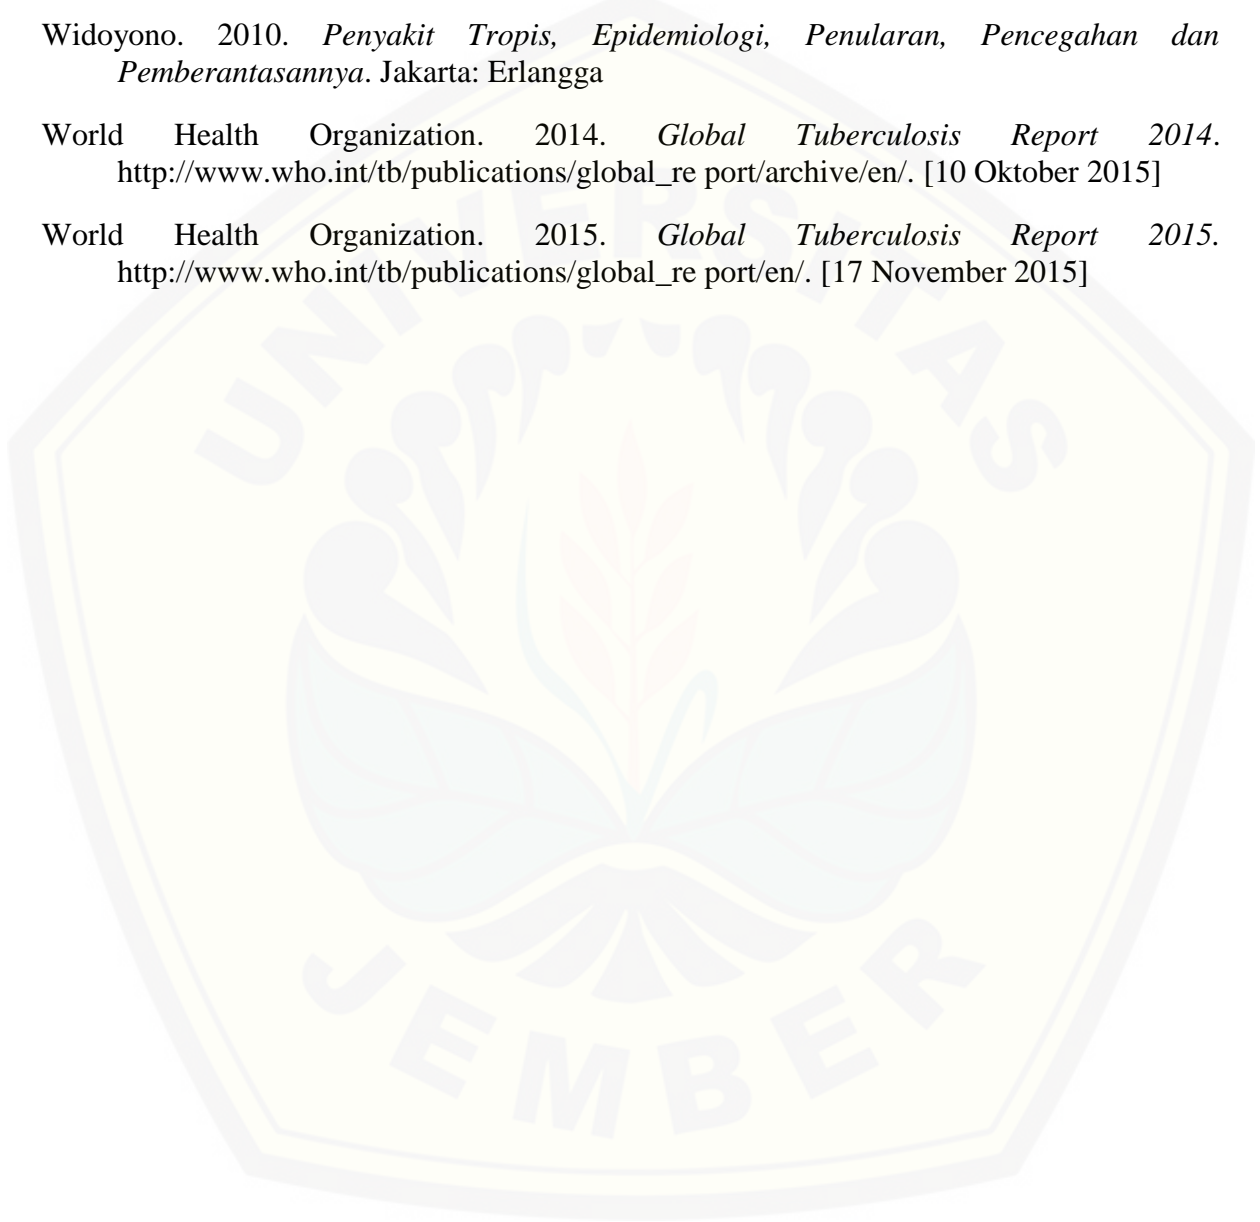 Widoyono. 2010. Penyakit Tropis, Epidemiologi, Penularan, Pencegahan dan
Pemberantasannya. Jakarta: Erlangga
World Health Organization. 2014. Global Tuberculosis Report 2014.
http://www.who.int/tb/publications/global_re port/archive/en/. [10 Oktober 2015]
World Health Organization. 2015. Global Tuberculosis Report 2015.
http://www.who.int/tb/publications/global_re port/en/. [17 November 2015]
UNIVERSITAS
JEMBER